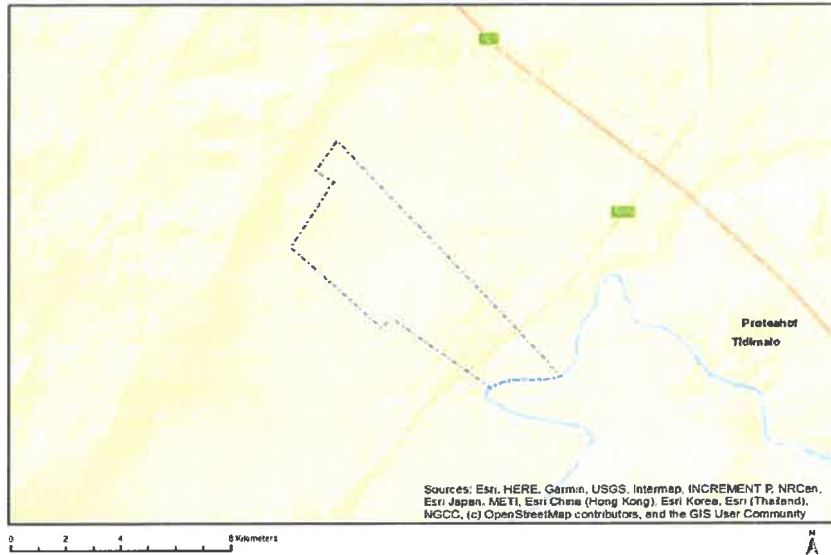 Proteahof
Tidimalo
Sources: Esri, HERE, Garmin, USGS, Intermap, INCREMENT P, NRCan,
Esri Japan, METI, Esri China (Hong Kong), Esri Korea, Esri (Thailand),
NGCC, (c) OpenStreetMap contributors, and the GIS User Community
0 2 4 8 Kilometers
N